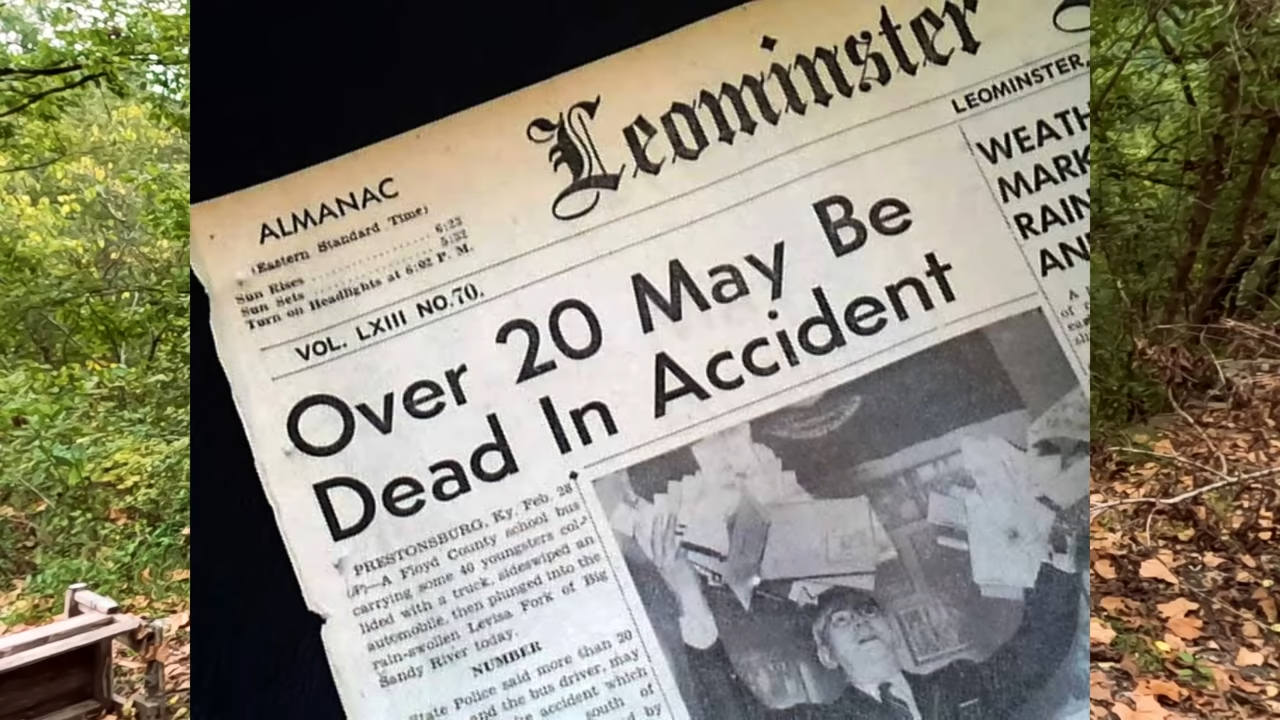 Leominster
LEOMINSTER,
ALMANAC
(Eastern Standard Time)
Sun Rises 6:23
Sun Sets 5:32
Turn on Headlights at 6:02 P. M.
VOL. LXIII NO. 70.
Over 20 May Be
Dead In Accident
PRESTONSBURG, Ky. Feb. 28
(AP)—A Floyd County school bus
carrying some 40 youngsters col-
lided with a truck, sideswiped an
automobile, then plunged into the
rain-swollen Levisa Fork of Big
Sandy River today.
NUMBER
State Police said more than 20
and the bus driver, may
the accident which
south of
by
WEATH
MARK
RAIN
AN
A
of